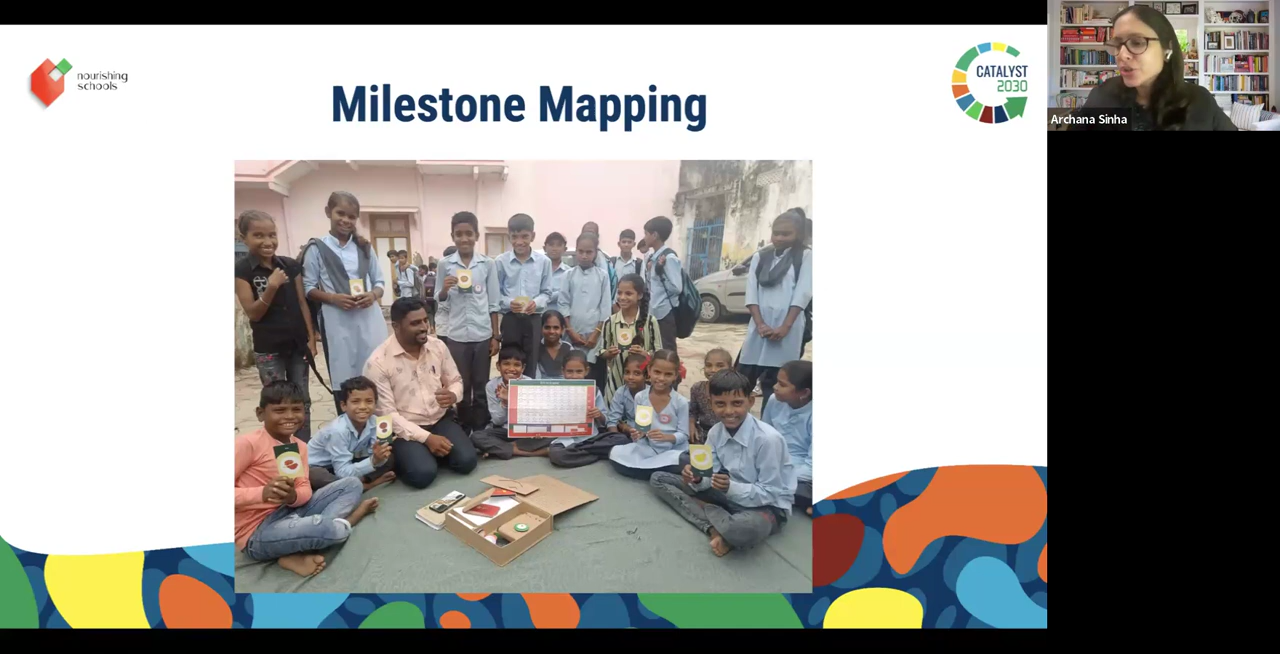 nourishing
schools
Milestone Mapping
CATALYST
2030
Archana Sinha